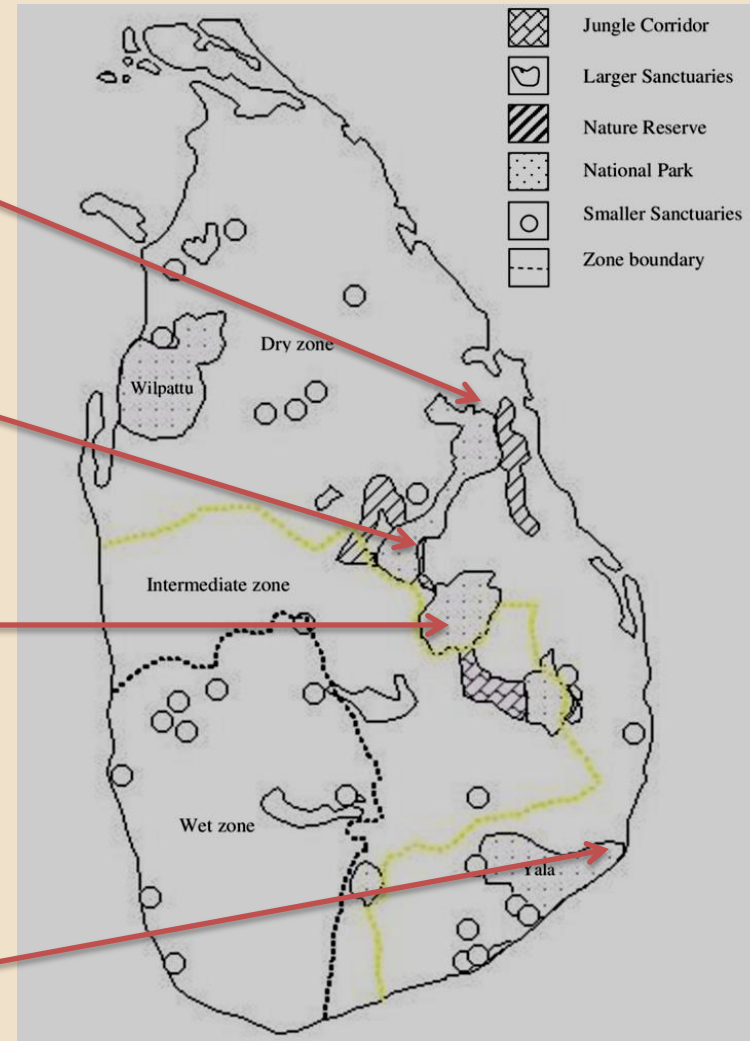 Jungle Corridor
Larger Sanctuaries
Nature Reserve
National Park
Smaller Sanctuaries
Zone boundary
Dry zone
Wilpattu
Intermediate zone
Wet zone
Yala